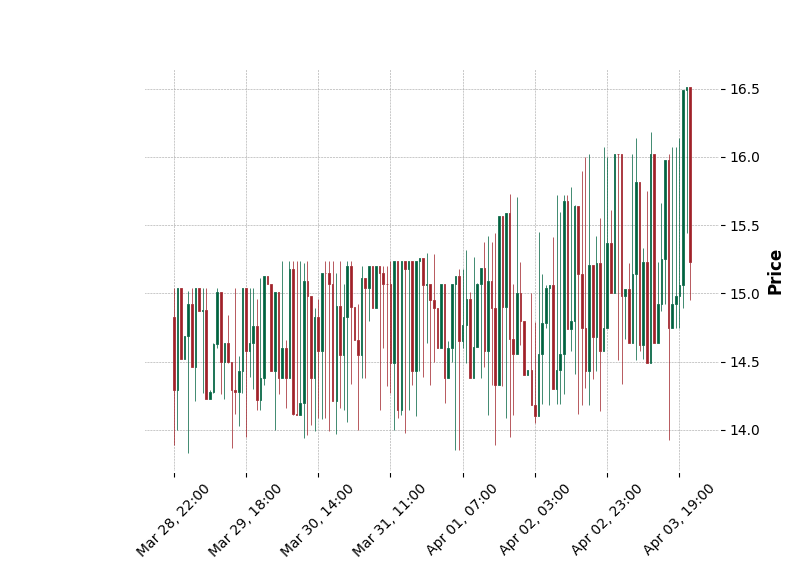 16.5
16.0
15.5
15.0
14.5
14.0
Price
Mar 28, 22:00
Mar 29, 18:00
Mar 30, 14:00
Mar 31, 11:00
Apr 01, 07:00
Apr 02, 03:00
Apr 02, 23:00
Apr 03, 19:00